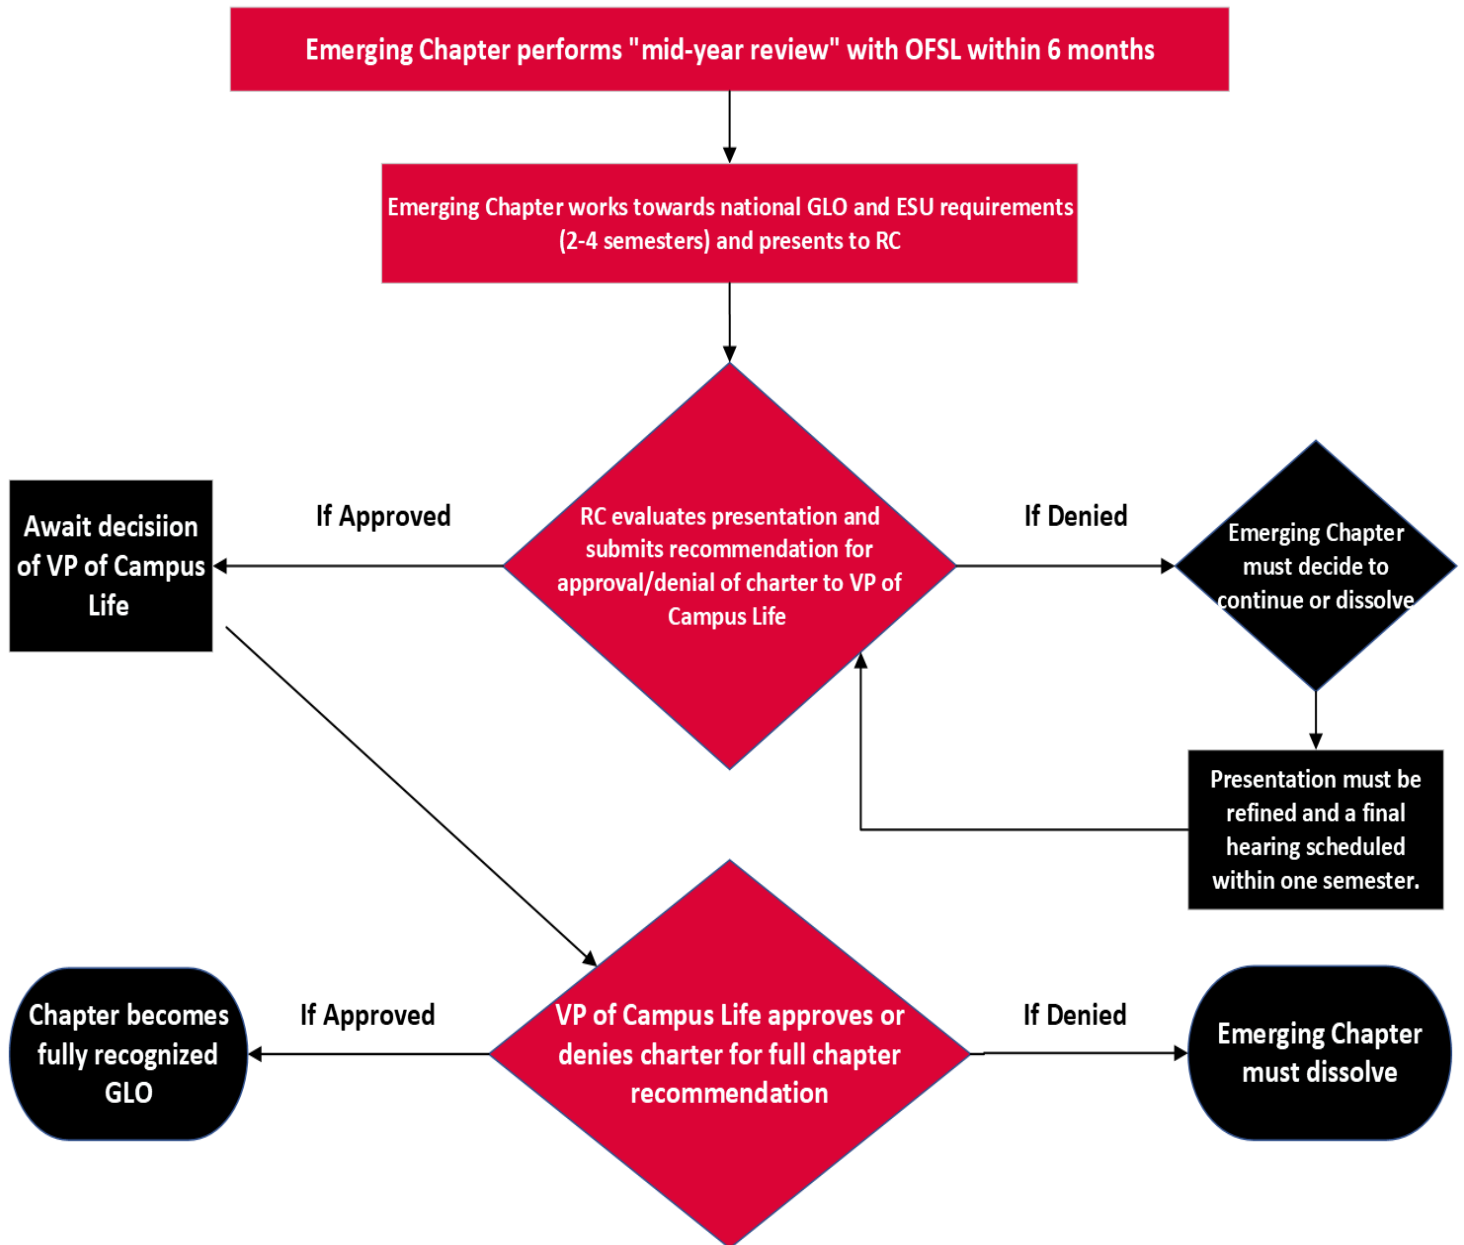 Emerging Chapter performs "mid-year review" with OFSL within 6 months
Emerging Chapter works towards national GLO and ESU requirements
(2-4 semesters) and presents to RC
If Approved
RC evaluates presentation and
submits recommendation for
approval/denial of charter to VP of
Campus Life
If Denied
Await decisiion
of VP of Campus
Life
Emerging Chapter
must decide to
continue or dissolve
Presentation must be
refined and a final
hearing scheduled
within one semester.
Chapter becomes
fully recognized
GLO
If Approved
VP of Campus Life approves or
denies charter for full chapter
recommendation
If Denied
Emerging Chapter
must dissolve